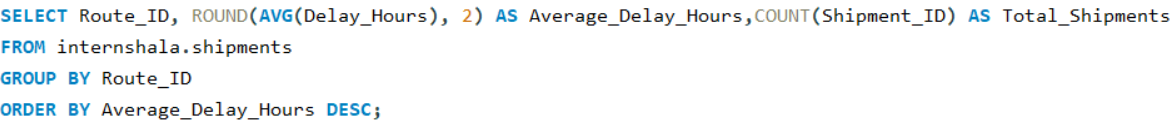 SELECT Route_ID, ROUND(AVG(Delay_Hours), 2) AS Average_Delay_Hours,COUNT(Shipment_ID) AS Total_Shipments
FROM internshala.shipments
GROUP BY Route_ID
ORDER BY Average_Delay_Hours DESC;